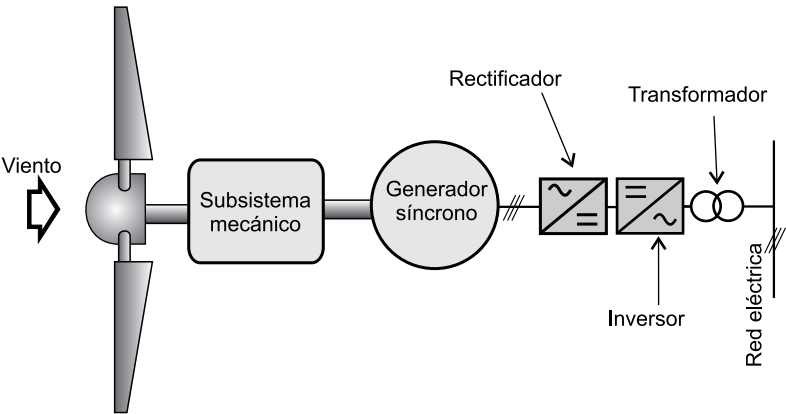 Viento
Subsistema
mecánico
Generador
síncrono
Rectificador
Transformador
Inversor
Red eléctrica